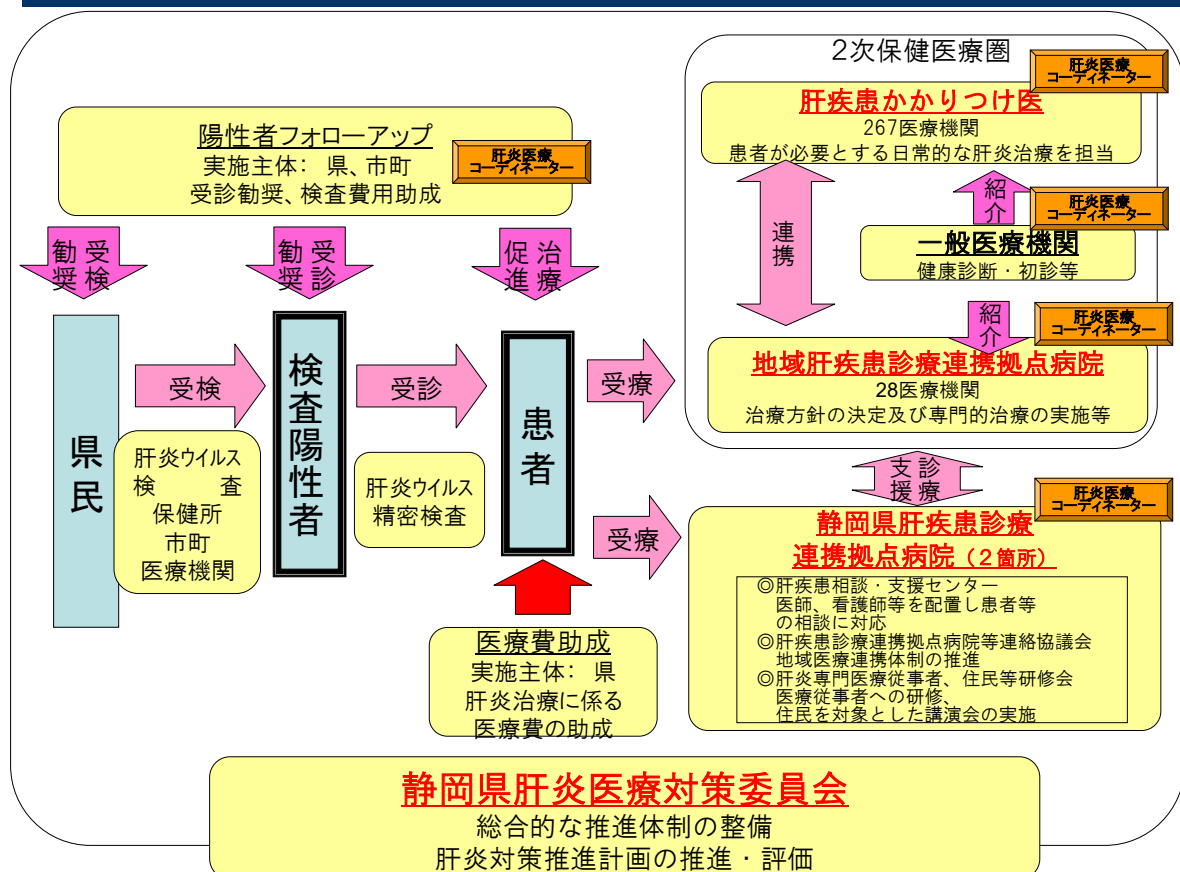 2次保健医療圏
肝炎医療
コーディネーター
肝疾患かかりつけ医
267医療機関
患者が必要とする日常的な肝炎治療を担当
陽性者フォローアップ
実施主体： 県、市町
受診勧奨、検査費用助成
肝炎医療
コーディネーター
紹介
肝炎医療
コーディネーター
連携
一般医療機関
健康診断・初診等
受検勧奨
受診勧奨
治療促進
紹介
肝炎医療
コーディネーター
地域肝疾患診療連携拠点病院
28医療機関
治療方針の決定及び専門的治療の実施等
県民
受検
肝炎ウイルス
検　　査
保健所
市町
医療機関
検査陽性者
受診
肝炎ウイルス
精密検査
患者
受療
受療
診療支援
肝炎医療
コーディネーター
静岡県肝疾患診療
連携拠点病院（２箇所）
◎肝疾患相談・支援センター
医師、看護師等を配置し患者等
の相談に対応
◎肝疾患診療連携拠点病院等連絡協議会
地域医療連携体制の推進
◎肝炎専門医療従事者、住民等研修会
医療従事者への研修、
住民を対象とした講演会の実施
医療費助成
実施主体： 県
肝炎治療に係る
医療費の助成
静岡県肝炎医療対策委員会
総合的な推進体制の整備
肝炎対策推進計画の推進・評価